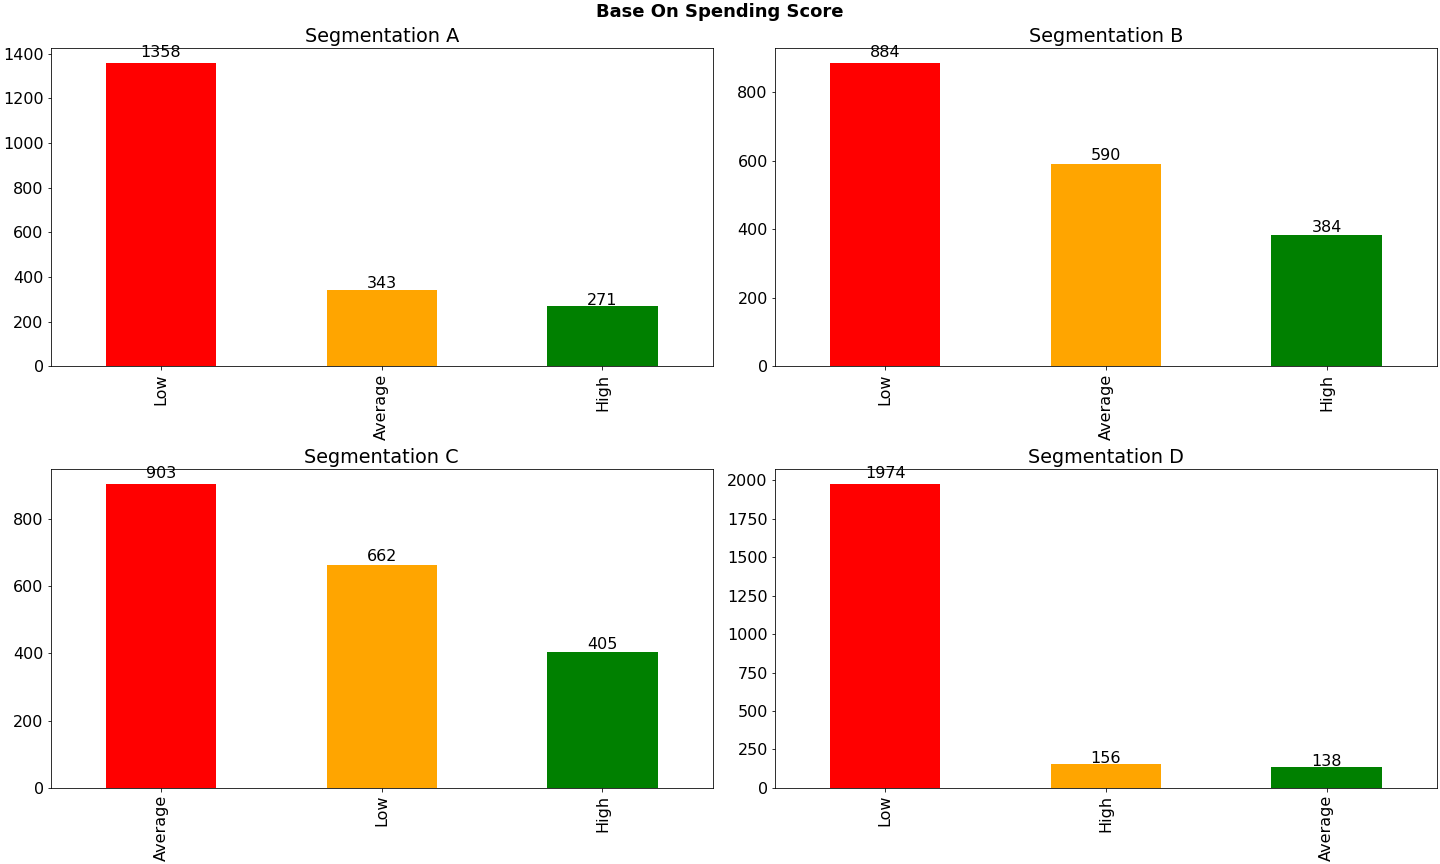 Base On Spending Score
Segmentation A
1400
1200
1000
800
600
400
200
0
1358
343
271
Low
Average
High
Segmentation B
800
600
400
200
0
884
590
384
Low
Average
High
Segmentation C
800
600
400
200
0
903
662
405
Average
Low
High
Segmentation D
2000
1750
1500
1250
1000
750
500
250
0
1974
156
138
Low
High
Average